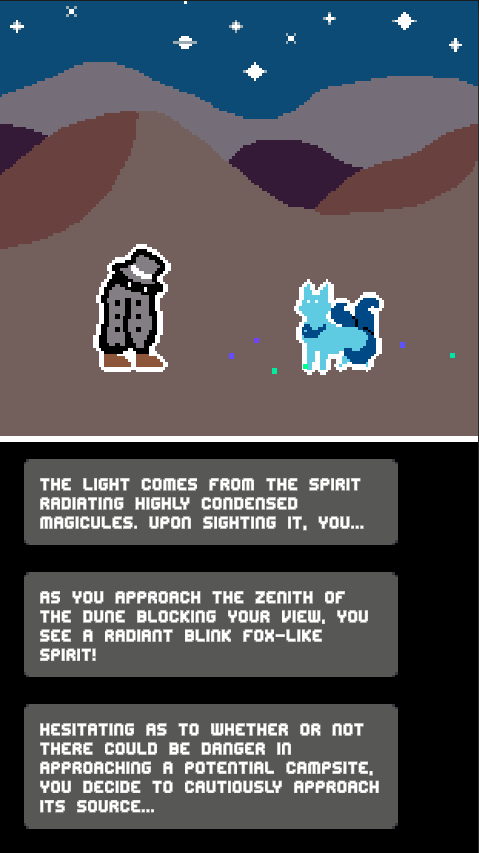 THE LIGHT COMES FROM THE SPIRIT
RADIATING HIGHLY CONDENSED
MAGICULES. UPON SIGHTING IT, YOU...
AS YOU APPROACH THE ZENITH OF
THE DUNE BLOCKING YOUR VIEW, YOU
SEE A RADIANT BLINK FOX-LIKE
SPIRIT!
HESITATING AS TO WHETHER OR NOT
THERE COULD BE DANGER IN
APPROACHING A POTENTIAL CAMPSITE,
YOU DECIDE TO CAUTIOUSLY APPROACH
ITS SOURCE...